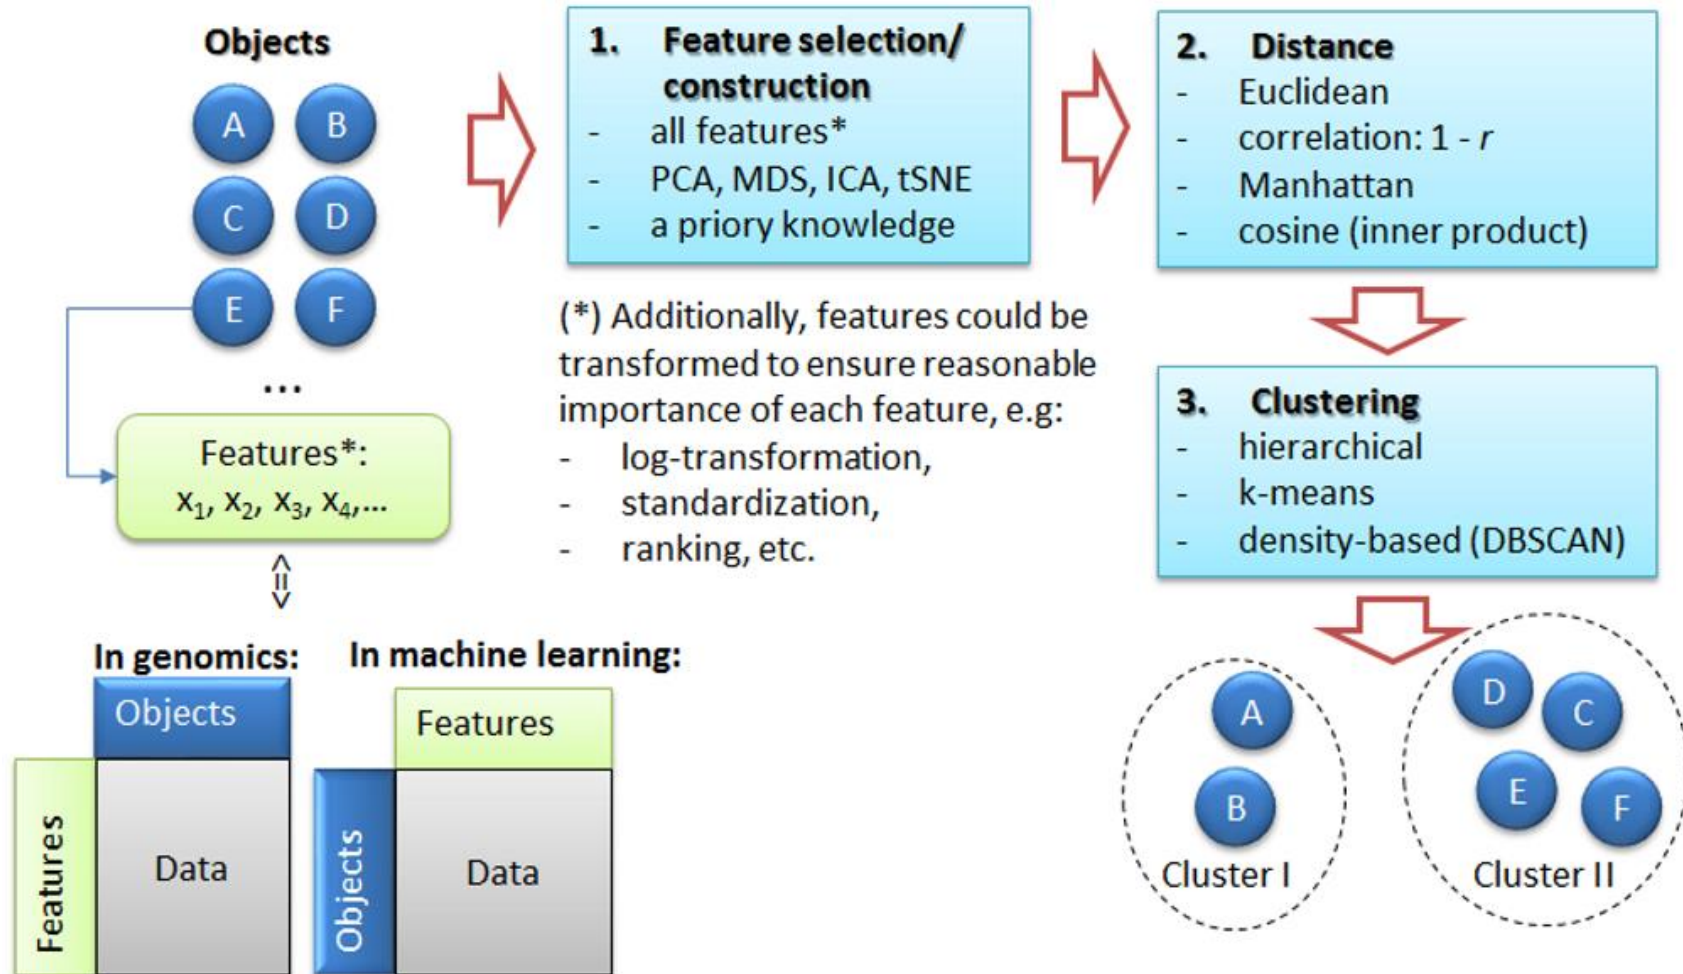 Objects
A
B
C
D
E
F
...
Features*:
x1, x2, x3, x4,...
<=>
1. Feature selection/
construction
- all features*
- PCA, MDS, ICA, tSNE
- a priory knowledge
(*) Additionally, features could be
transformed to ensure reasonable
importance of each feature, e.g:
- log-transformation,
- standardization,
- ranking, etc.
2. Distance
- Euclidean
- correlation: 1 - r
- Manhattan
- cosine (inner product)
3. Clustering
- hierarchical
- k-means
- density-based (DBSCAN)
In genomics:
Objects
Features
Data
In machine learning:
Features
Objects
Data
A
B
Cluster I
D
C
E
F
Cluster II